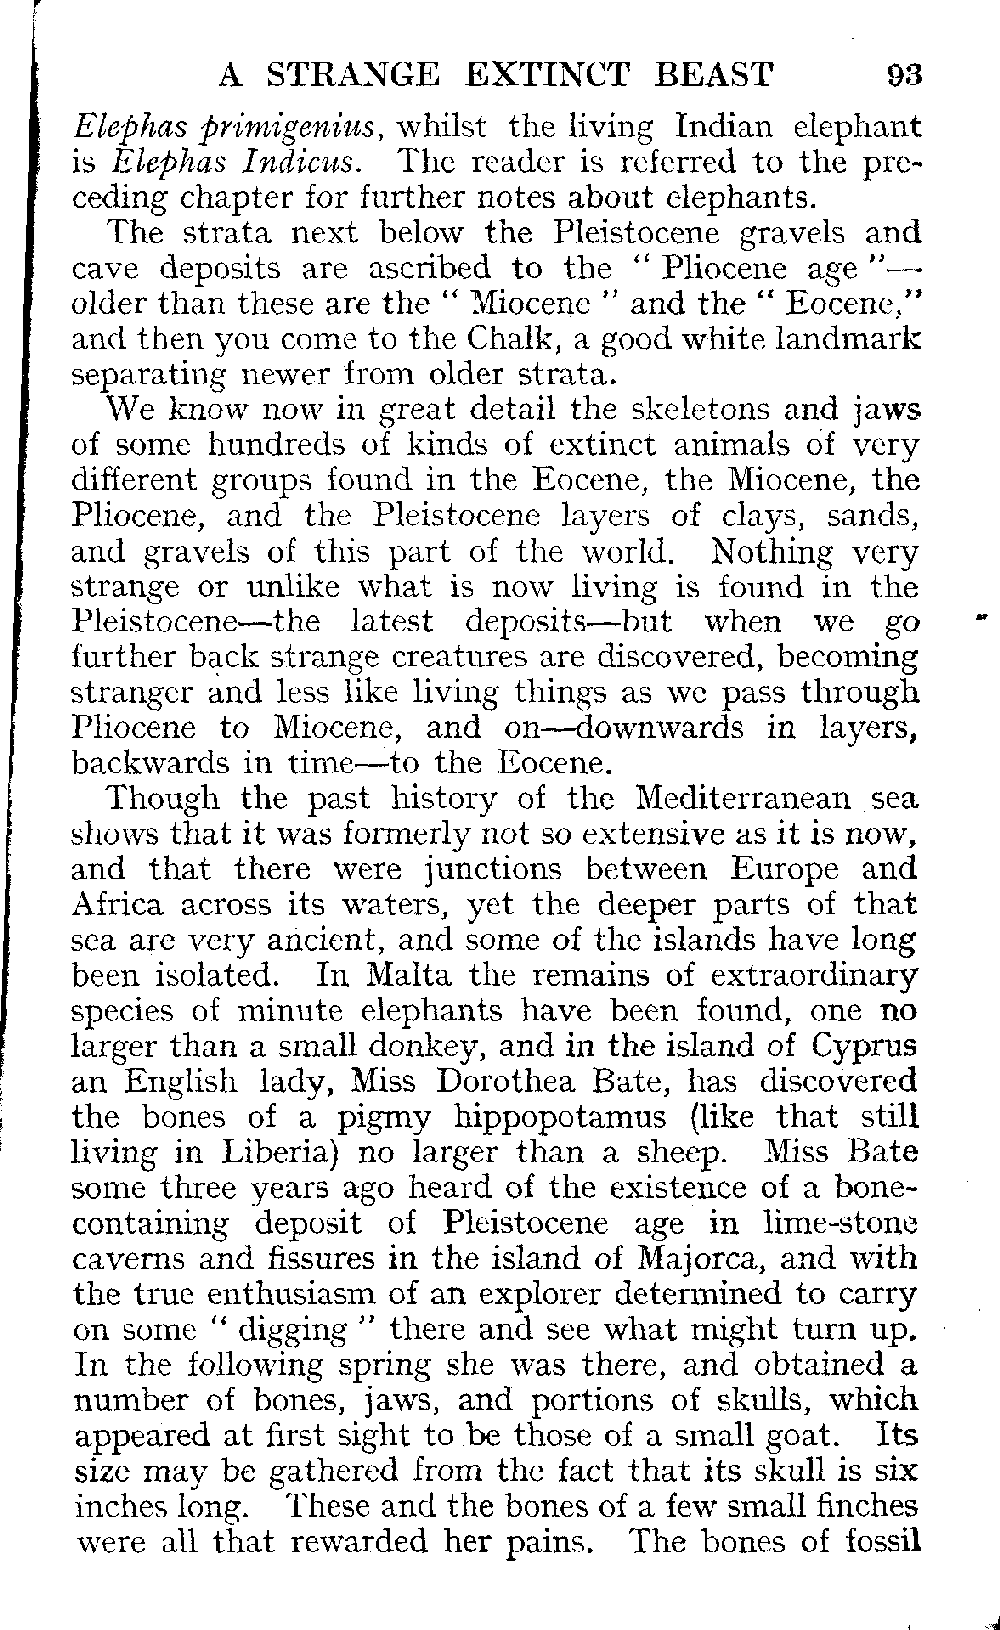 A STRANGE EXTINCT BEAST 93
Elephas primigenius, whilst the living Indian elephant
is Elephas Indicus. The reader is referred to the pre-
ceding chapter for further notes about elephants.
The strata next below the Pleistocene gravels and
cave deposits are ascribed to the " Pliocene age "—
older than these are the " Miocene " and the " Eocene,"
and then you come to the Chalk, a good white landmark
separating newer from older strata.
We know now in great detail the skeletons and jaws
of some hundreds of kinds of extinct animals of very
different groups found in the Eocene, the Miocene, the
Pliocene, and the Pleistocene layers of clays, sands,
and gravels of this part of the world. Nothing very
strange or unlike what is now living is found in the
Pleistocene—the latest deposits—but when we go
further back strange creatures are discovered, becoming
stranger and less like living things as we pass through
Pliocene to Miocene, and on—downwards in layers,
backwards in time—to the Eocene.
Though the past history of the Mediterranean sea
shows that it was formerly not so extensive as it is now,
and that there were junctions between Europe and
Africa across its waters, yet the deeper parts of that
sea are very ancient, and some of the islands have long
been isolated. In Malta the remains of extraordinary
species of minute elephants have been found, one no
larger than a small donkey, and in the island of Cyprus
an English lady, Miss Dorothea Bate, has discovered
the bones of a pigmy hippopotamus (like that still
living in Liberia) no larger than a sheep. Miss Bate
some three years ago heard of the existence of a bone-
containing deposit of Pleistocene age in lime-stone
caverns and fissures in the island of Majorca, and with
the true enthusiasm of an explorer determined to carry
on some " digging " there and see what might turn up.
In the following spring she was there, and obtained a
number of bones, jaws, and portions of skulls, which
appeared at first sight to be those of a small goat. Its
size may be gathered from the fact that its skull is six
inches long. These and the bones of a few small finches
were all that rewarded her pains. The bones of fossil